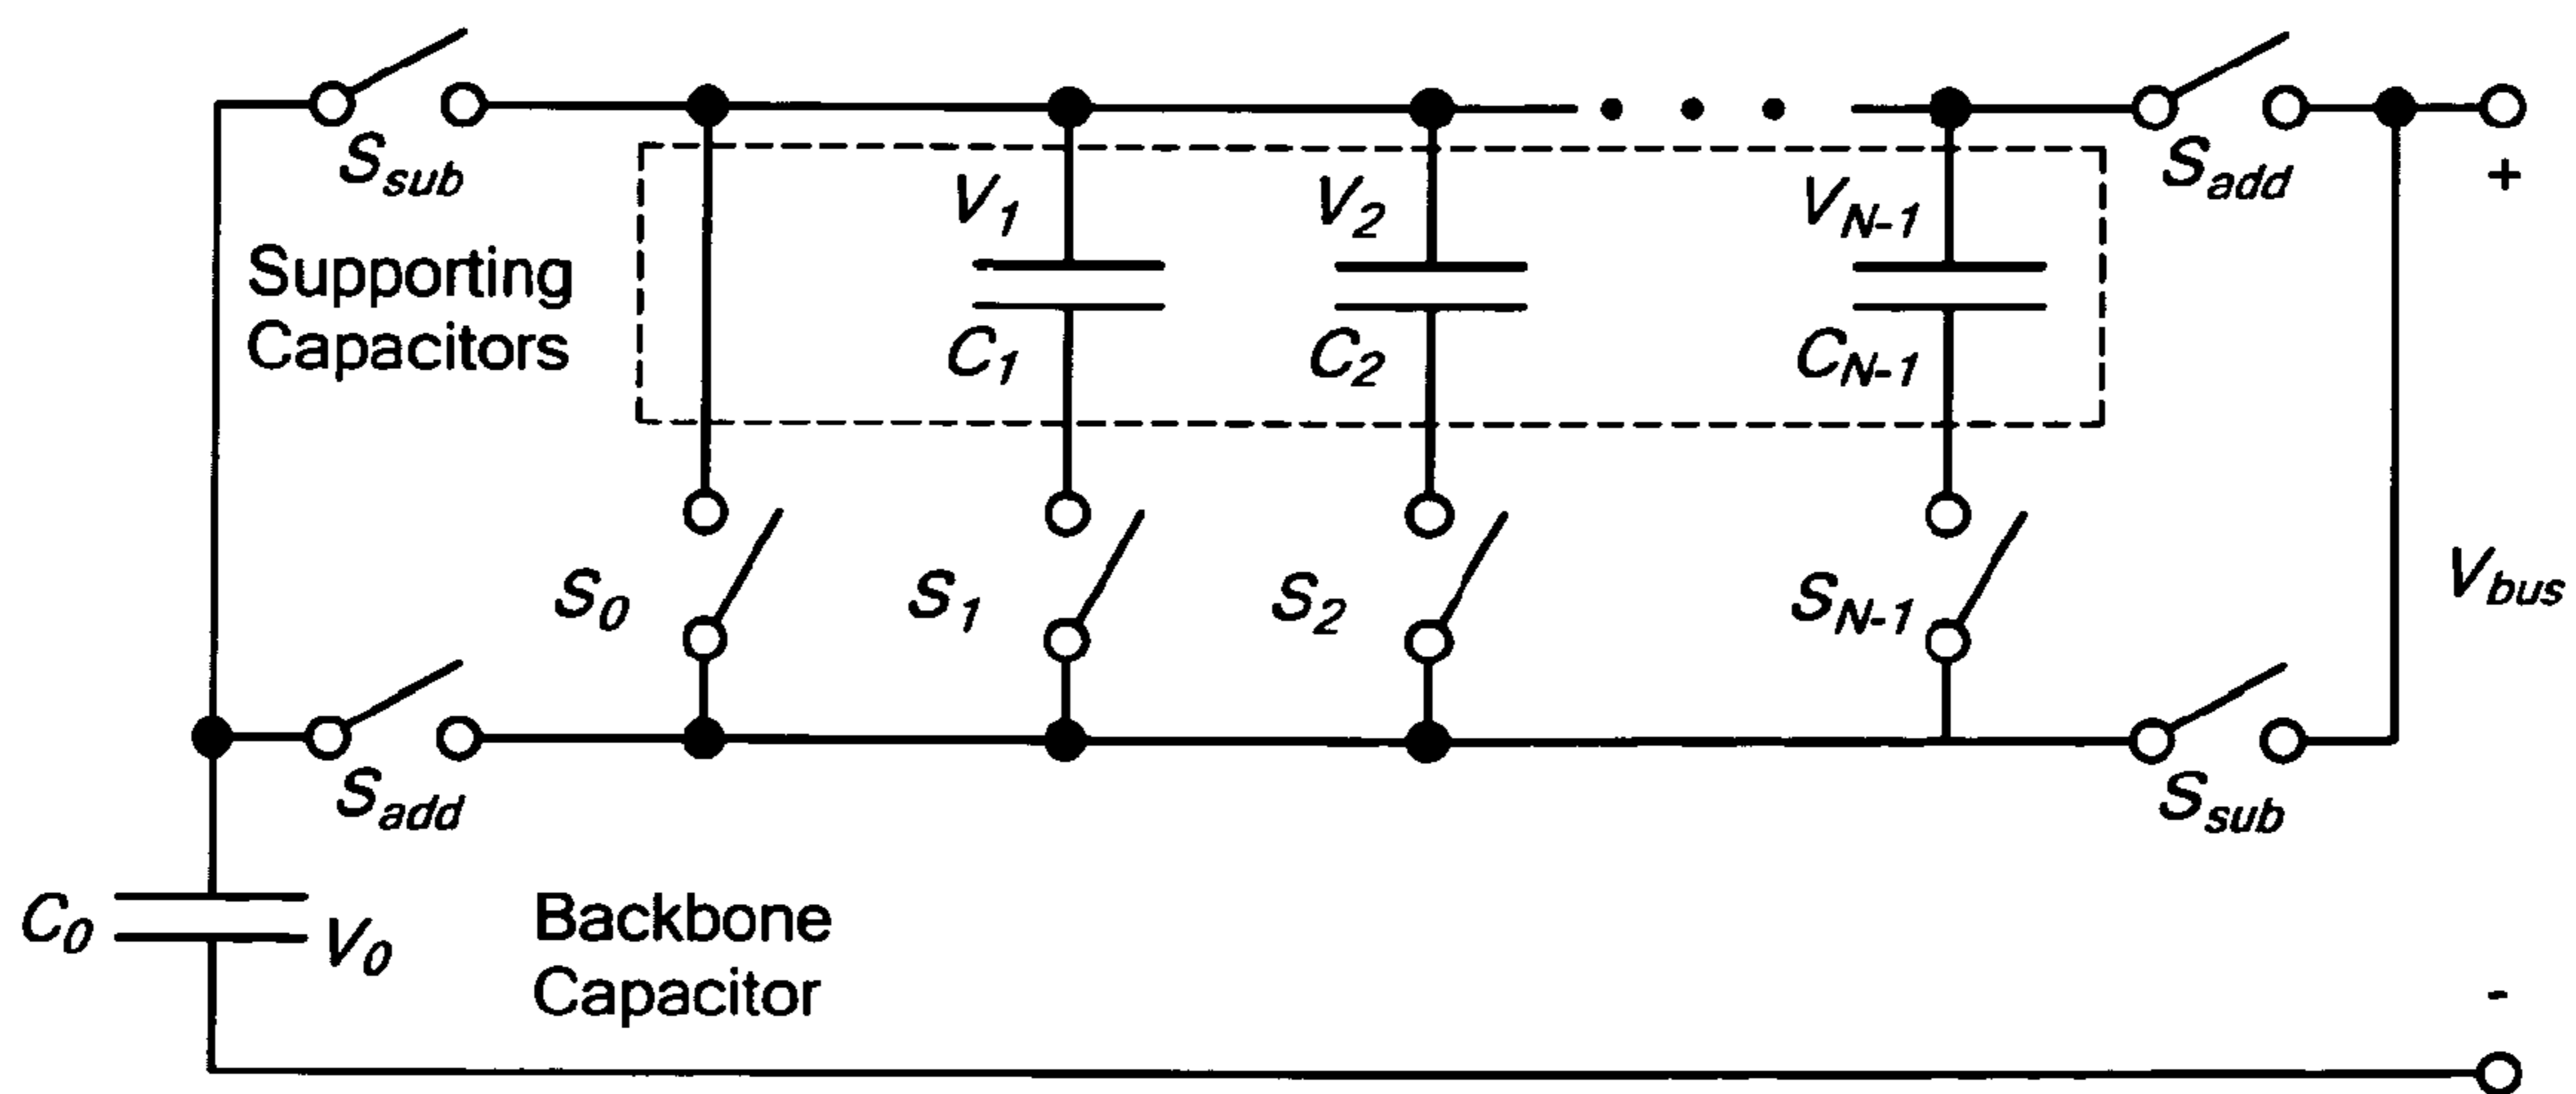 S_sub
S_add
+
Supporting
Capacitors
V_1
V_2
V_N-1
C_1
C_2
C_N-1
S_0
S_1
S_2
S_N-1
V_bus
S_add
S_sub
C_0
V_0
Backbone
Capacitor
-